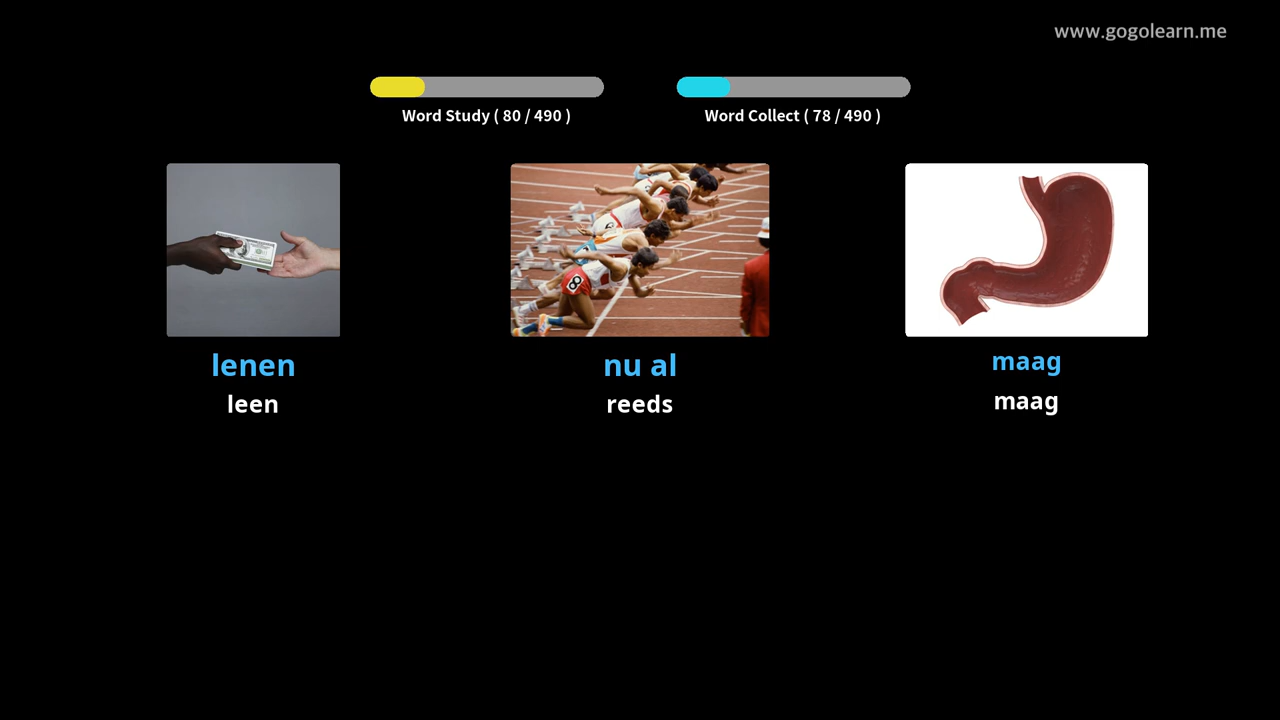 www.gogolearn.me
Word Study ( 80 / 490 )
Word Collect ( 78 / 490 )
lenen
leen
nu al
reeds
maag
maag